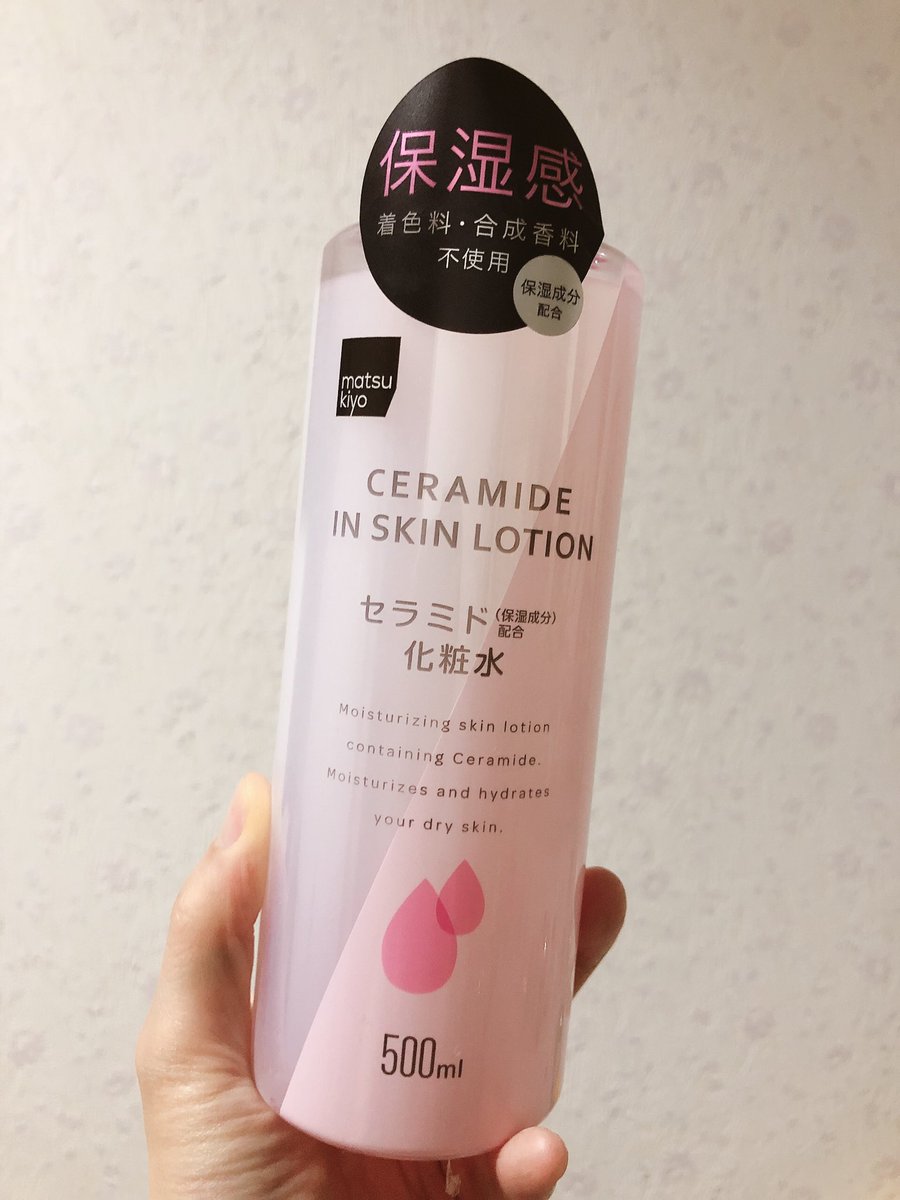 保湿感
着色料・合成香料
不使用
保湿成分
配合
matsu
kiyo
CERAMIDE
IN SKIN LOTION
セラミド(保湿成分)
配合
化粧水
Moisturizing skin lotion
containing Ceramide.
Moisturizes and hydrates
your dry skin.
500ml